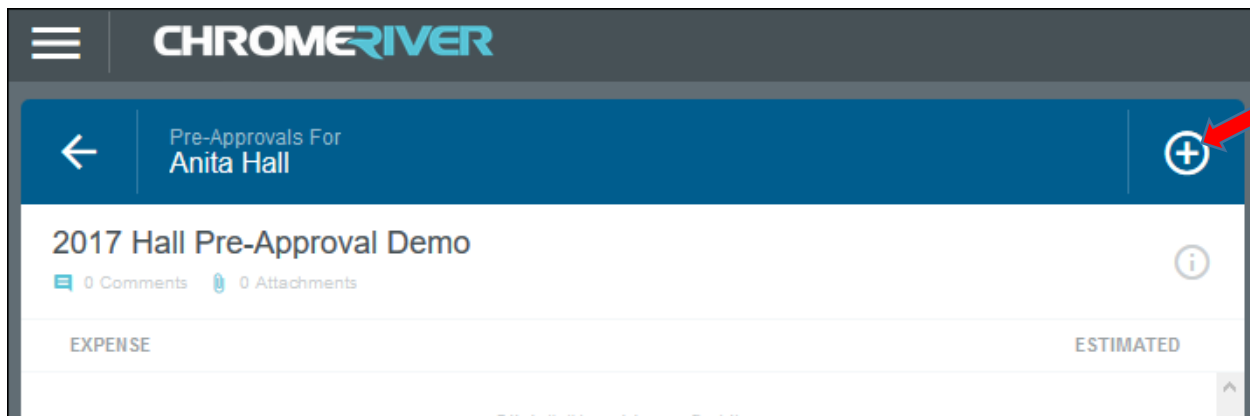 CHROMERIVER
Pre-Approvals For
Anita Hall
2017 Hall Pre-Approval Demo
0 Comments 0 Attachments
EXPENSE ESTIMATED